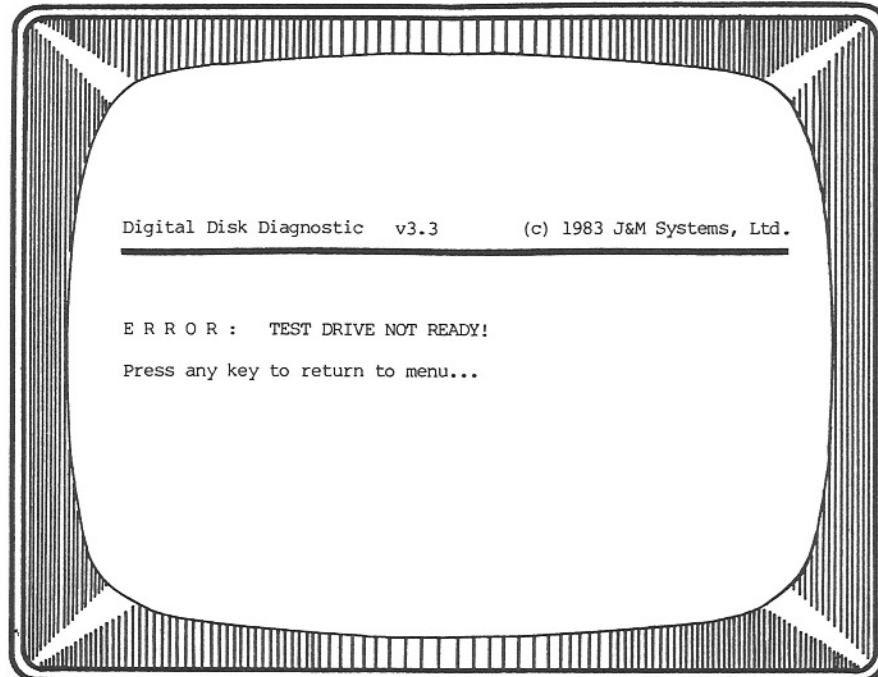 Digital Disk Diagnostic v3.3 (c) 1983 J&M Systems, Ltd.
E R R O R : TEST DRIVE NOT READY!
Press any key to return to menu...